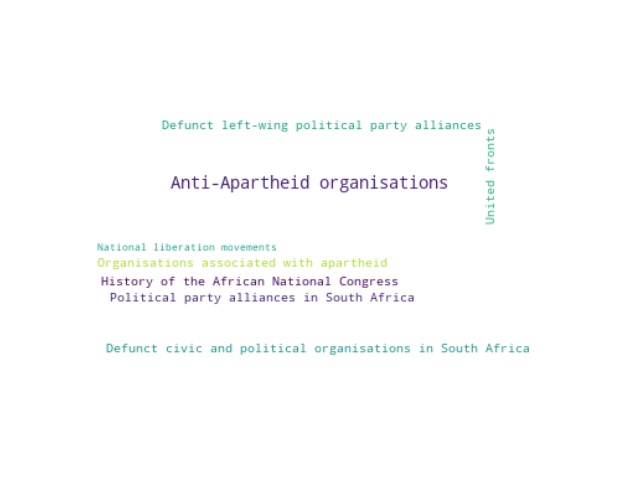 Defunct left-wing political party alliances
United fronts
Anti-Apartheid organisations
National liberation movements
Organisations associated with apartheid
History of the African National Congress
Political party alliances in South Africa
Defunct civic and political organisations in South Africa